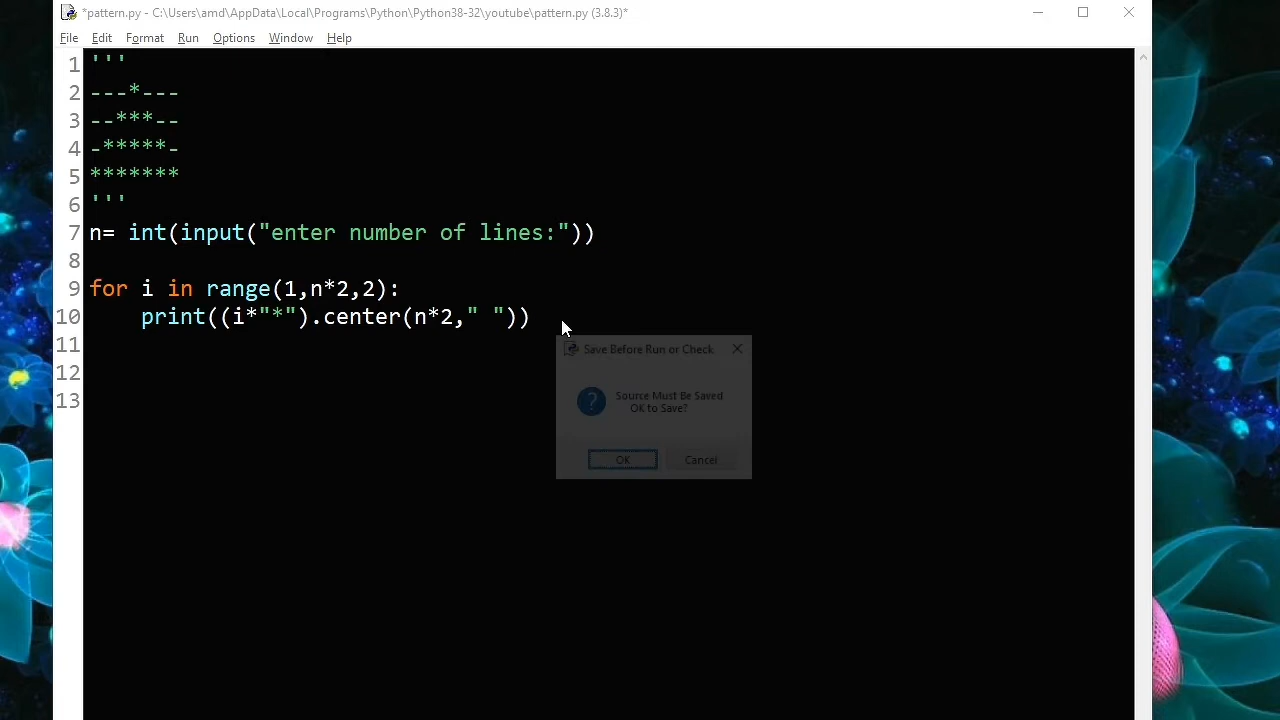 *pattern.py - C:\Users\amd\AppData\Local\Programs\Python\Python38-32\youtube\pattern.py (3.8.3)*
File Edit Format Run Options Window Help
1 '''
2 ---*---
3 --***--
4 -*****-
5 *******
6 '''
7 n= int(input("enter number of lines:"))
8
9 for i in range(1,n*2,2):
10     print((i*"*").center(n*2," "))
11
12
13
Save Before Run or Check
Source Must Be Saved
OK to Save?
OK Cancel